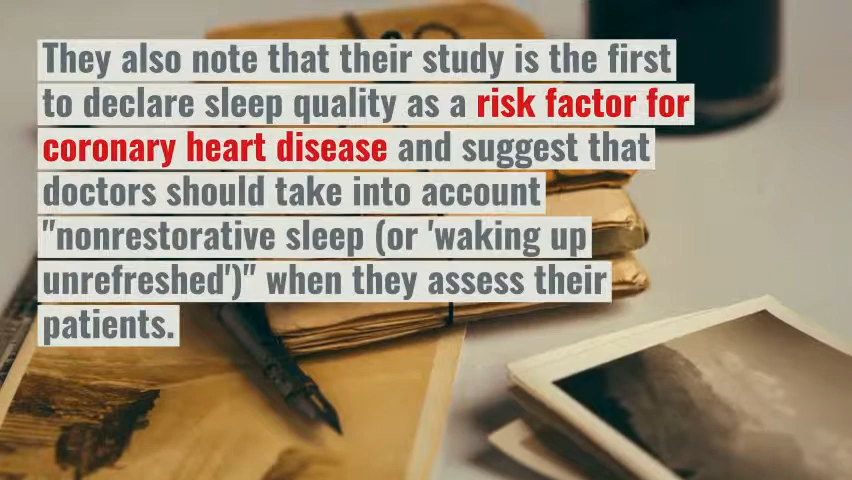 They also note that their study is the first
to declare sleep quality as a risk factor for
coronary heart disease and suggest that
doctors should take into account
"nonrestorative sleep (or 'waking up
unrefreshed')" when they assess their
patients.